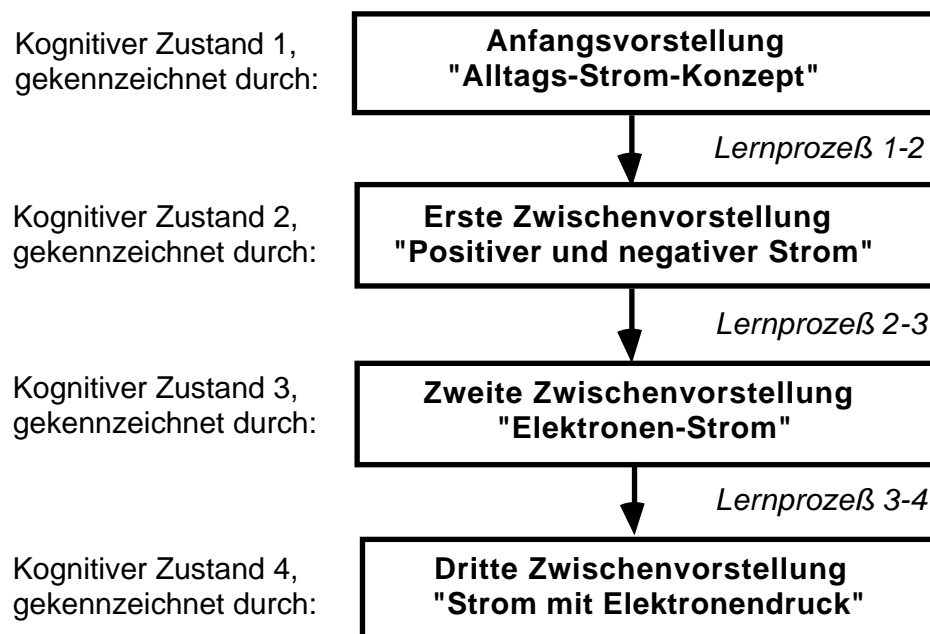 Kognitiver Zustand 1,
gekennzeichnet durch:
Anfangsvorstellung
"Alltags-Strom-Konzept"
Lernprozeß 1-2
Kognitiver Zustand 2,
gekennzeichnet durch:
Erste Zwischenvorstellung
"Positiver und negativer Strom"
Lernprozeß 2-3
Kognitiver Zustand 3,
gekennzeichnet durch:
Zweite Zwischenvorstellung
"Elektronen-Strom"
Lernprozeß 3-4
Kognitiver Zustand 4,
gekennzeichnet durch:
Dritte Zwischenvorstellung
"Strom mit Elektronendruck"